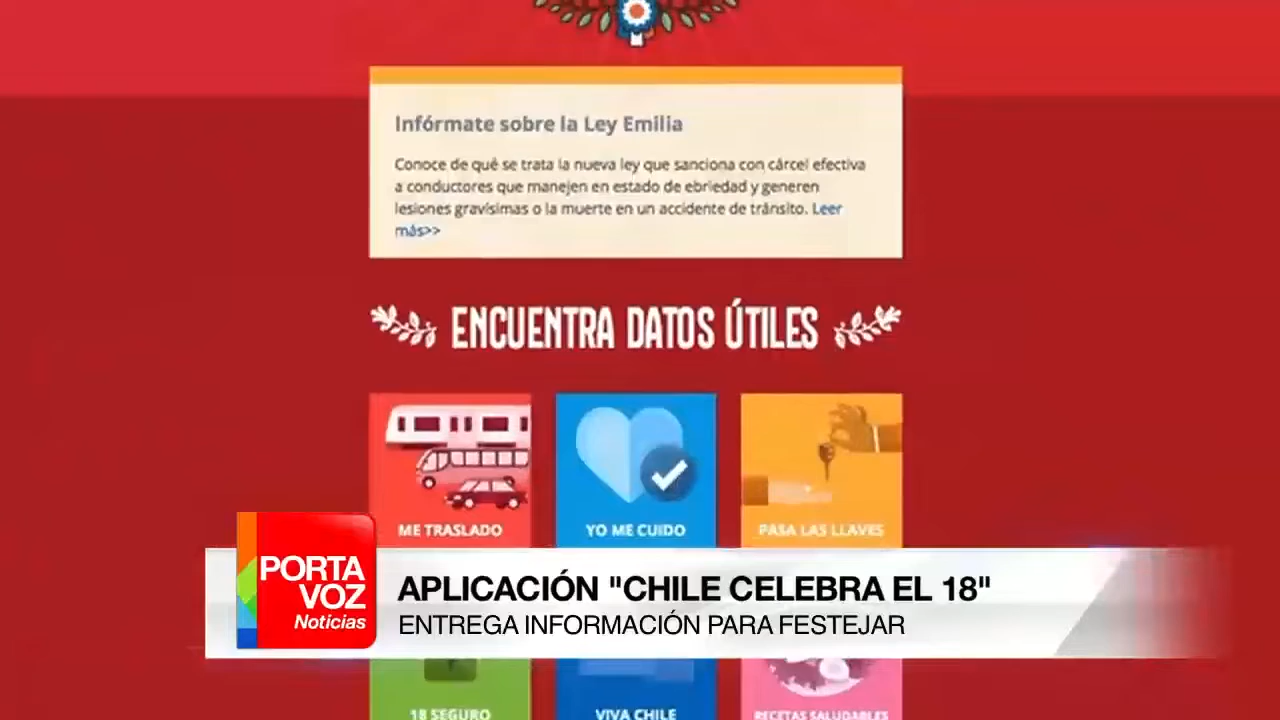 Infórmate sobre la Ley Emilia
Conoce de qué se trata la nueva ley que sanciona con cárcel efectiva
a conductores que manejen en estado de ebriedad y generen
lesiones gravísimas o la muerte en un accidente de tránsito. Leer
más>>
ENCUENTRA DATOS ÚTILES
ME TRASLADO
YO ME CUIDO
PASA LAS LLAVES
PORTA
VOZ
Noticias
APLICACIÓN "CHILE CELEBRA EL 18"
ENTREGA INFORMACIÓN PARA FESTEJAR
18 SEGURO
VIVA CHILE
RECETAS SALUDABLES